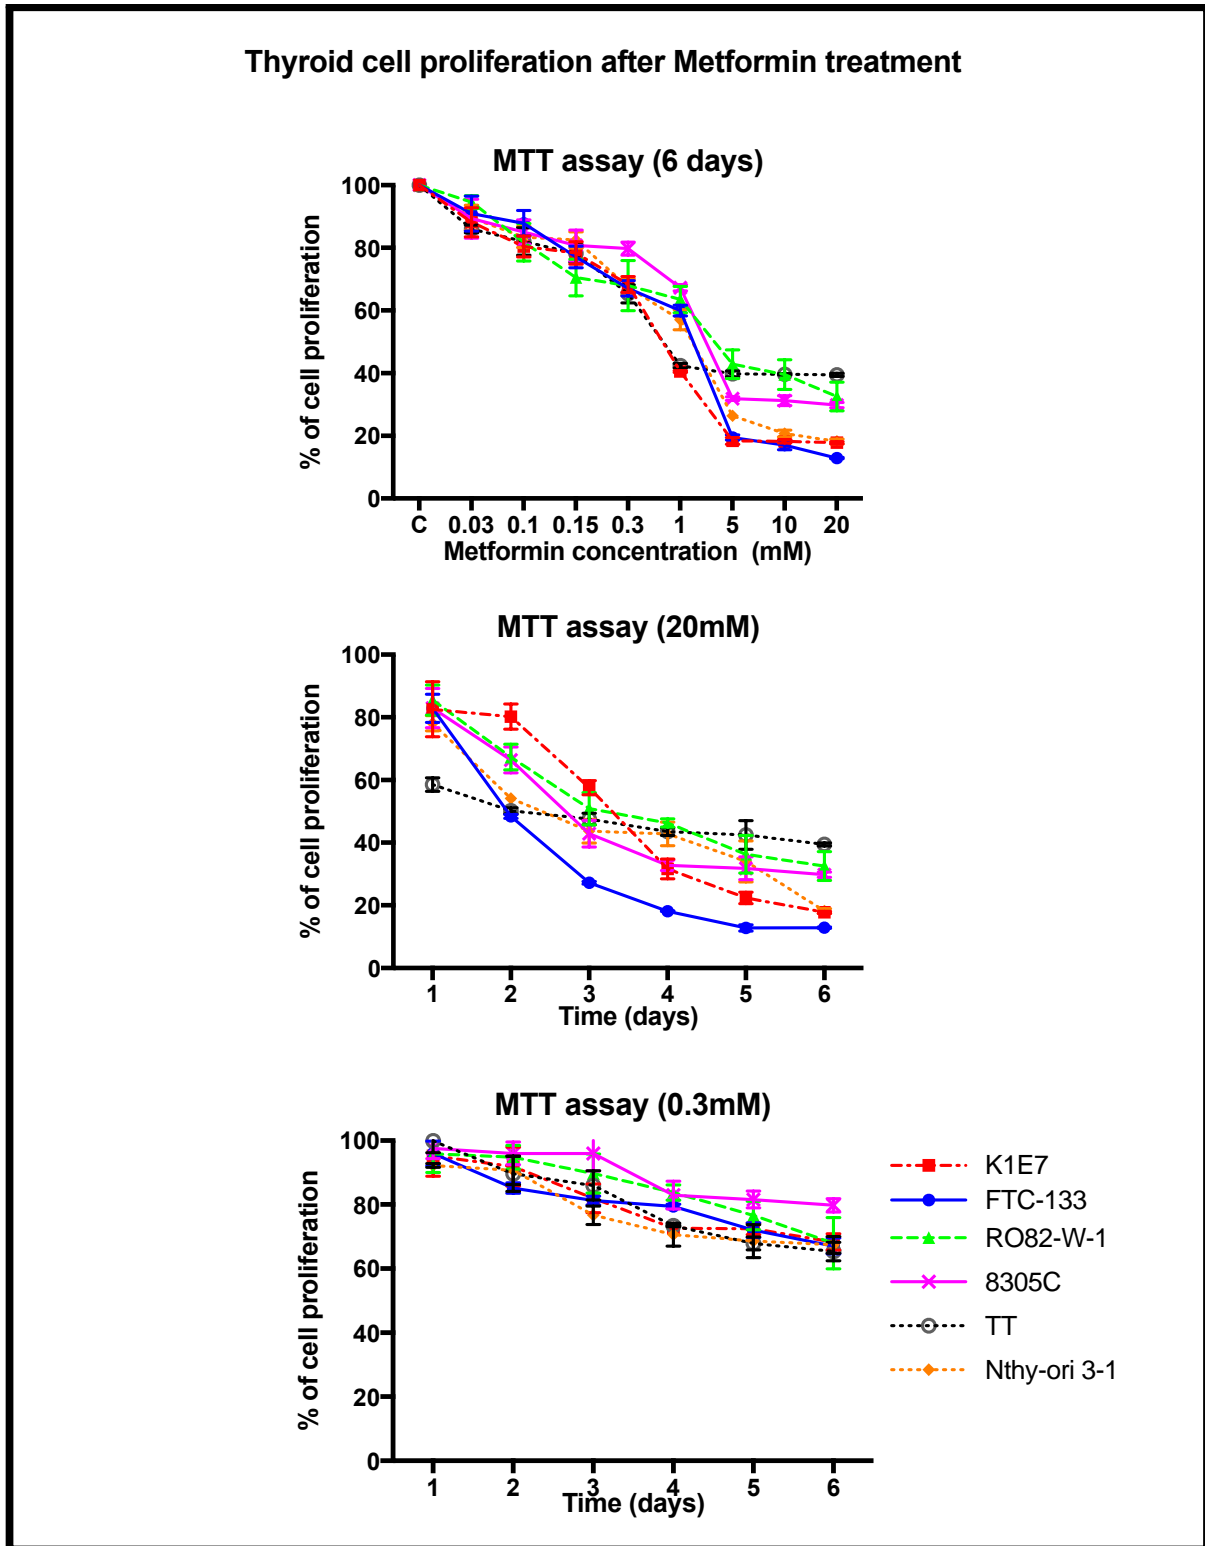 Thyroid cell proliferation after Metformin treatment
MTT assay (6 days)
% of cell proliferation
100
80
60
40
20
0
C 0.03 0.1 0.15 0.3 1 5 10 20
Metformin concentration (mM)
MTT assay (20mM)
% of cell proliferation
100
80
60
40
20
0
1 2 3 4 5 6
Time (days)
MTT assay (0.3mM)
% of cell proliferation
100
80
60
40
20
0
1 2 3 4 5 6
Time (days)
K1E7
FTC-133
RO82-W-1
8305C
TT
Nthy-ori 3-1